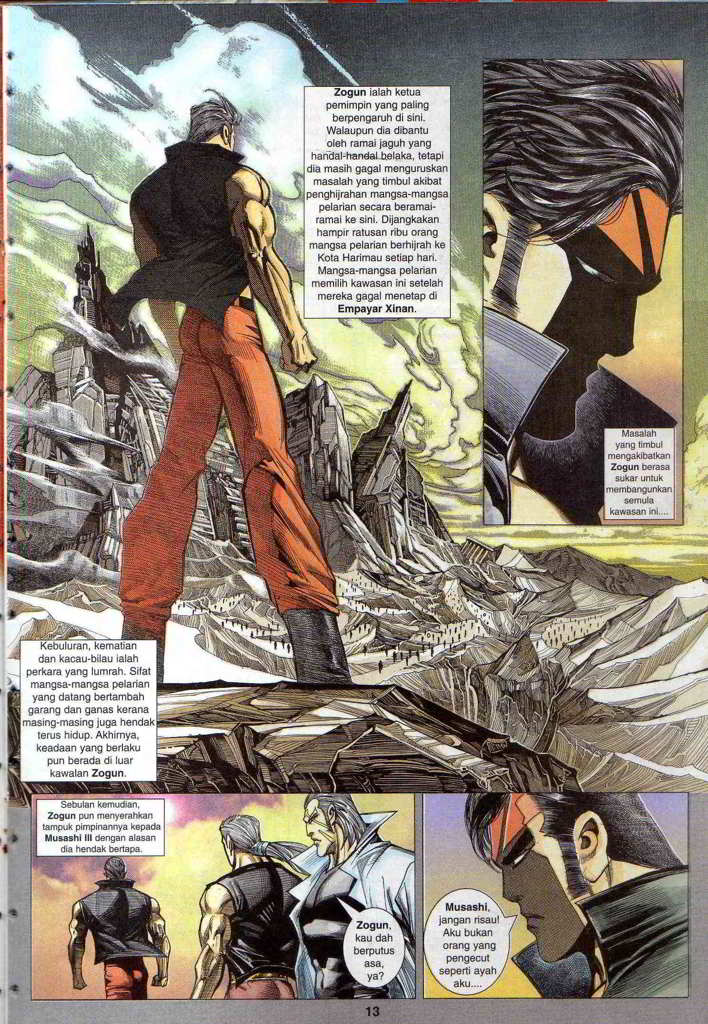 Zogun ialah ketua
pemimpin yang paling
berpengaruh di sini.
Walaupun dia dibantu
oleh ramai jaguh yang
handal-handal belaka, tetapi
dia masih gagal menguruskan
masalah yang timbul akibat
penghijrahan mangsa-mangsa
pelarian secara beramai-
ramai ke sini. Dijangkakan
hampir ratusan ribu orang
mangsa pelarian berhijrah ke
Kota Harimau setiap hari.
Mangsa-mangsa pelarian
memilih kawasan ini setelah
mereka gagal menetap di
Empayar Xinan.
Masalah
yang timbul
mengakibatkan
Zogun berasa
sukar untuk
membangunkan
semula
kawasan ini....
Kebuluran, kematian
dan kacau-bilau ialah
perkara yang lumrah. Sifat
mangsa-mangsa pelarian
yang datang bertambah
garang dan ganas kerana
masing-masing juga hendak
terus hidup. Akhirnya,
keadaan yang berlaku
pun berada di luar
kawalan Zogun.
Sebulan kemudian,
Zogun pun menyerahkan
tampuk pimpinannya kepada
Musashi III dengan alasan
dia hendak bertapa.
Zogun,
kau dah
berputus
asa,
ya?
Musashi,
jangan risau!
Aku bukan
orang yang
pengecut
seperti ayah
aku....
13